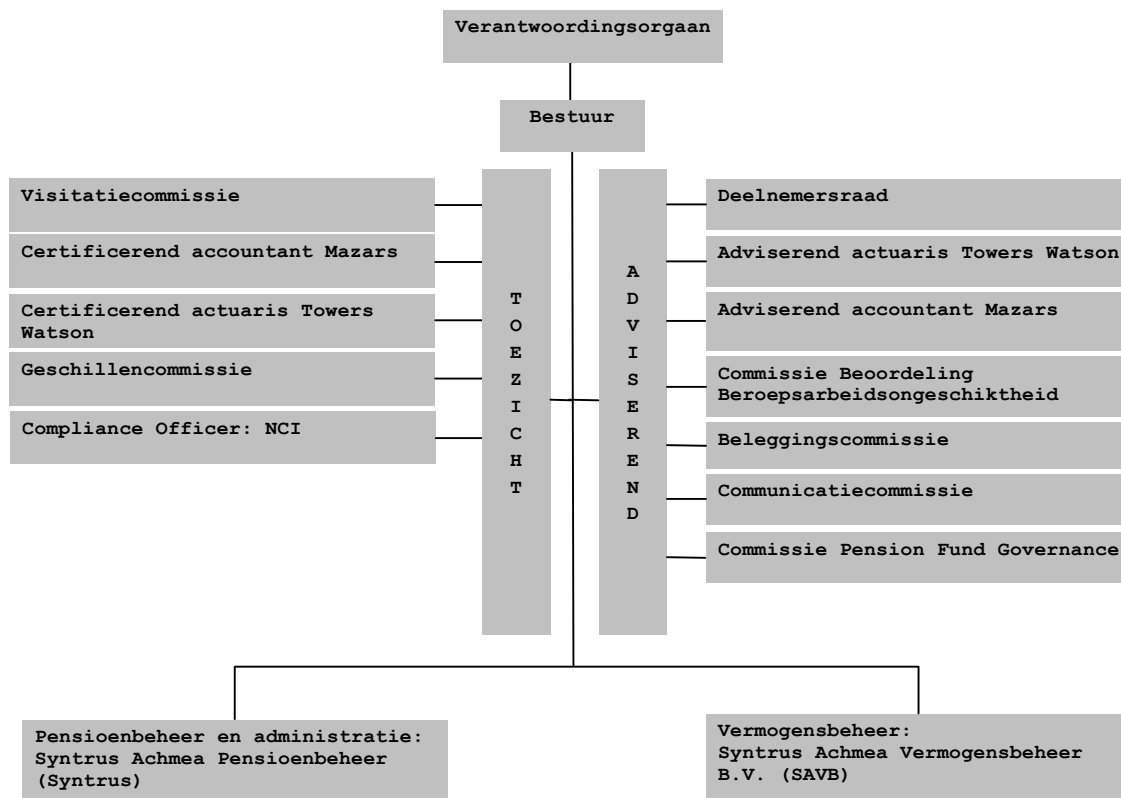 Verantwoordingsorgaan
Bestuur
Visitatiecommissie
Certificerend accountant Mazars
Certificerend actuaris Towers
Watson
Geschillencommissie
Compliance Officer: NCI
T
O
E
Z
I
C
H
T
A
D
V
I
S
E
R
E
N
D
Deelnemersraad
Adviserend actuaris Towers Watson
Adviserend accountant Mazars
Commissie Beoordeling
Beroepsarbeidsongeschiktheid
Beleggingscommissie
Communicatiecommissie
Commissie Pension Fund Governance
Pensioenbeheer en administratie:
Syntrus Achmea Pensioenbeheer
(Syntrus)
Vermogensbeheer:
Syntrus Achmea Vermogensbeheer
B.V. (SAVB)